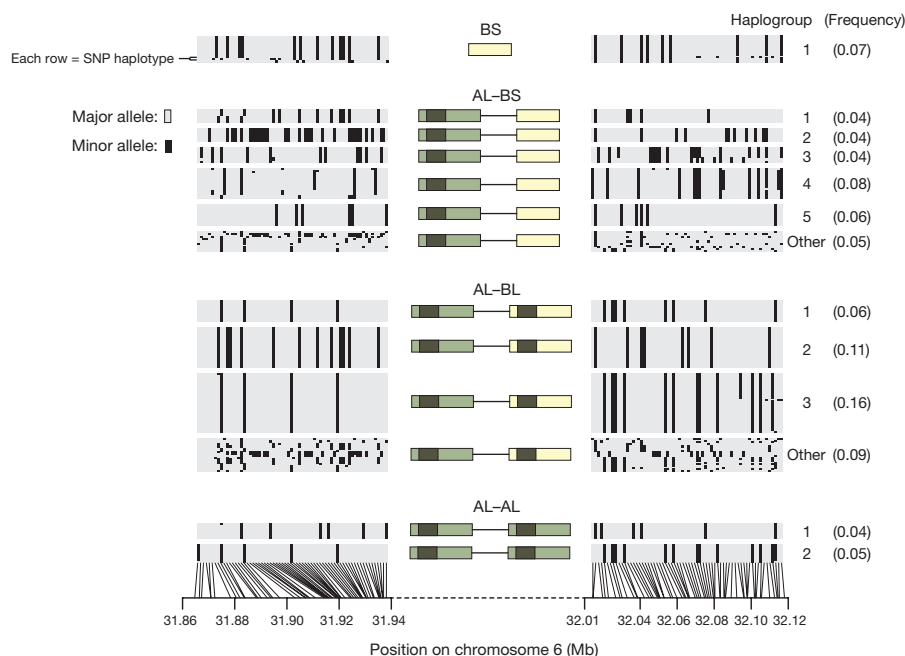 Haplogroup (Frequency)
BS
1 (0.07)
Each row = SNP haplotype
AL–BS
Major allele:
Minor allele:
1 (0.04)
2 (0.04)
3 (0.04)
4 (0.08)
5 (0.06)
Other (0.05)
AL–BL
1 (0.06)
2 (0.11)
3 (0.16)
Other (0.09)
AL–AL
1 (0.04)
2 (0.05)
31.86 31.88 31.90 31.92 31.94 32.01 32.04 32.06 32.08 32.10 32.12
Position on chromosome 6 (Mb)